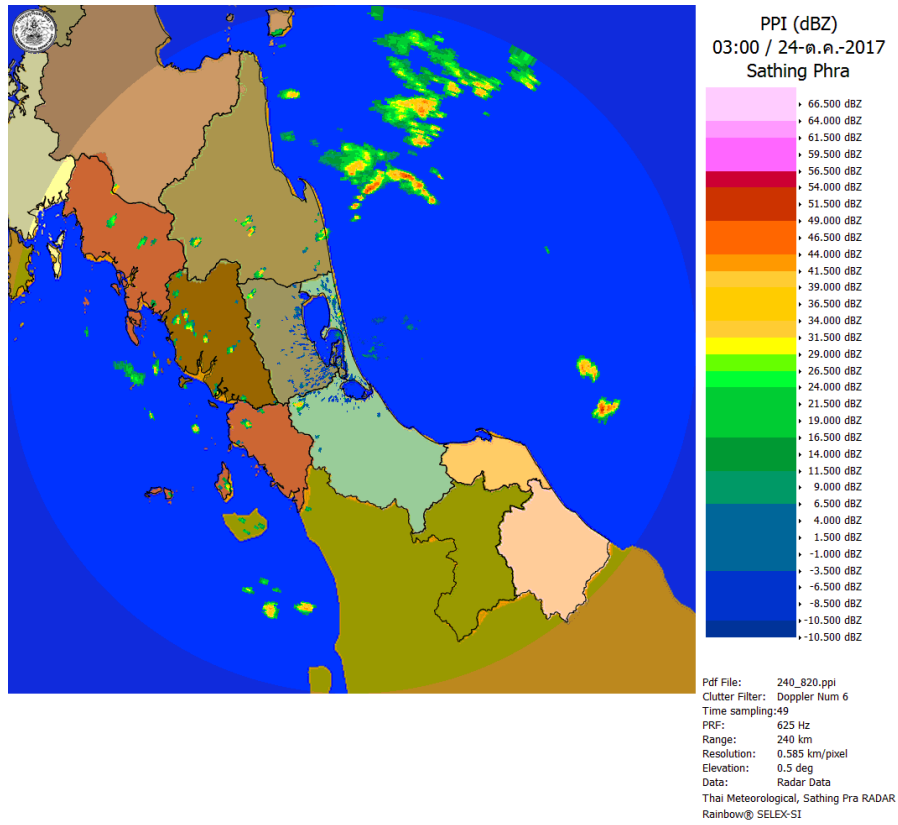 PPI (dBZ)
03:00 / 24-ต.ค.-2017
Sathing Phra
66.500 dBZ
64.000 dBZ
61.500 dBZ
59.500 dBZ
56.500 dBZ
54.000 dBZ
51.500 dBZ
49.000 dBZ
46.500 dBZ
44.000 dBZ
41.500 dBZ
39.000 dBZ
36.500 dBZ
34.000 dBZ
31.500 dBZ
29.000 dBZ
26.500 dBZ
24.000 dBZ
21.500 dBZ
19.000 dBZ
16.500 dBZ
14.000 dBZ
11.500 dBZ
9.000 dBZ
6.500 dBZ
4.000 dBZ
1.500 dBZ
-1.000 dBZ
-3.500 dBZ
-6.500 dBZ
-8.500 dBZ
-10.500 dBZ
-10.500 dBZ
Pdf File: 240_820.ppi
Clutter Filter: Doppler Num 6
Time sampling:49
PRF: 625 Hz
Range: 240 km
Resolution: 0.585 km/pixel
Elevation: 0.5 deg
Data: Radar Data
Thai Meteorological, Sathing Pra RADAR
Rainbow® SELEX-SI